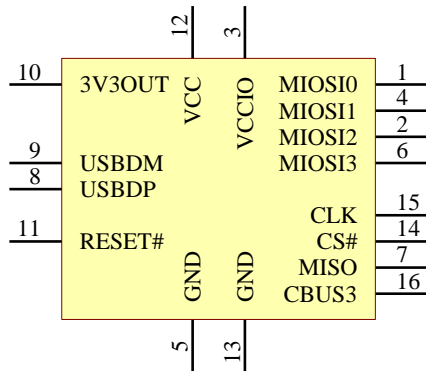 12 3
10 3V3OUT VCC VCCIO MIOSI0 1
MIOSI1 4
MIOSI2 2
9 USBDM MIOSI3 6
8 USBDP
CLK 15
11 RESET# CS# 14
GND GND MISO 7
CBUS3 16
5 13